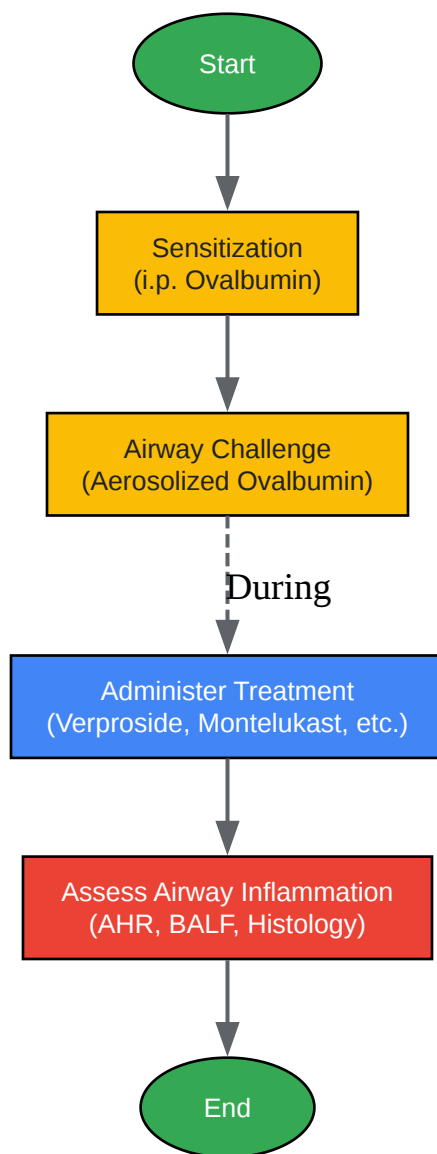 Start
Sensitization
(i.p. Ovalbumin)
Airway Challenge
(Aerosolized Ovalbumin)
During
Administer Treatment
(Verproside, Montelukast, etc.)
Assess Airway Inflammation
(AHR, BALF, Histology)
End